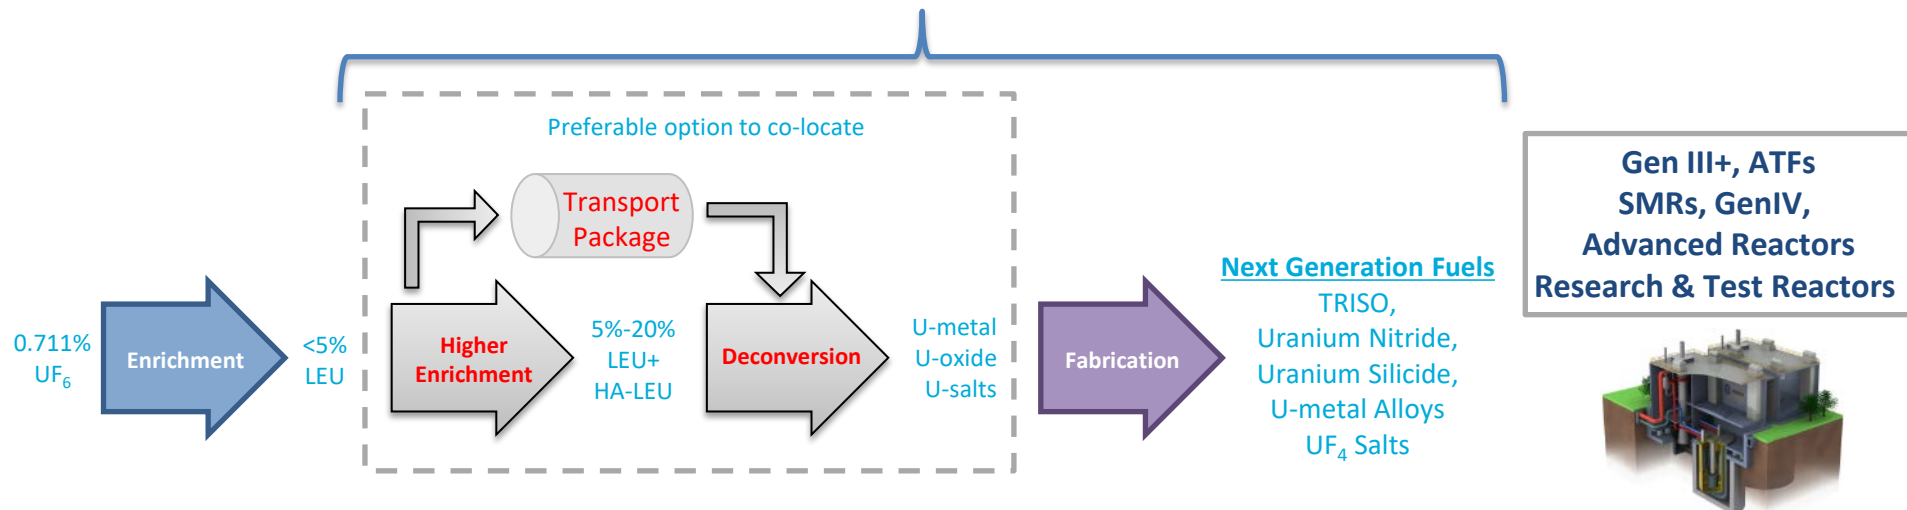 Preferable option to co-locate
Transport
Package
0.711%
UF₆
Enrichment
<5%
LEU
Higher
Enrichment
5%-20%
LEU+
HA-LEU
Deconversion
U-metal
U-oxide
U-salts
Fabrication
Next Generation Fuels
TRISO,
Uranium Nitride,
Uranium Silicide,
U-metal Alloys
UF₄ Salts
Gen III+, ATFs
SMRs, GenIV,
Advanced Reactors
Research & Test Reactors